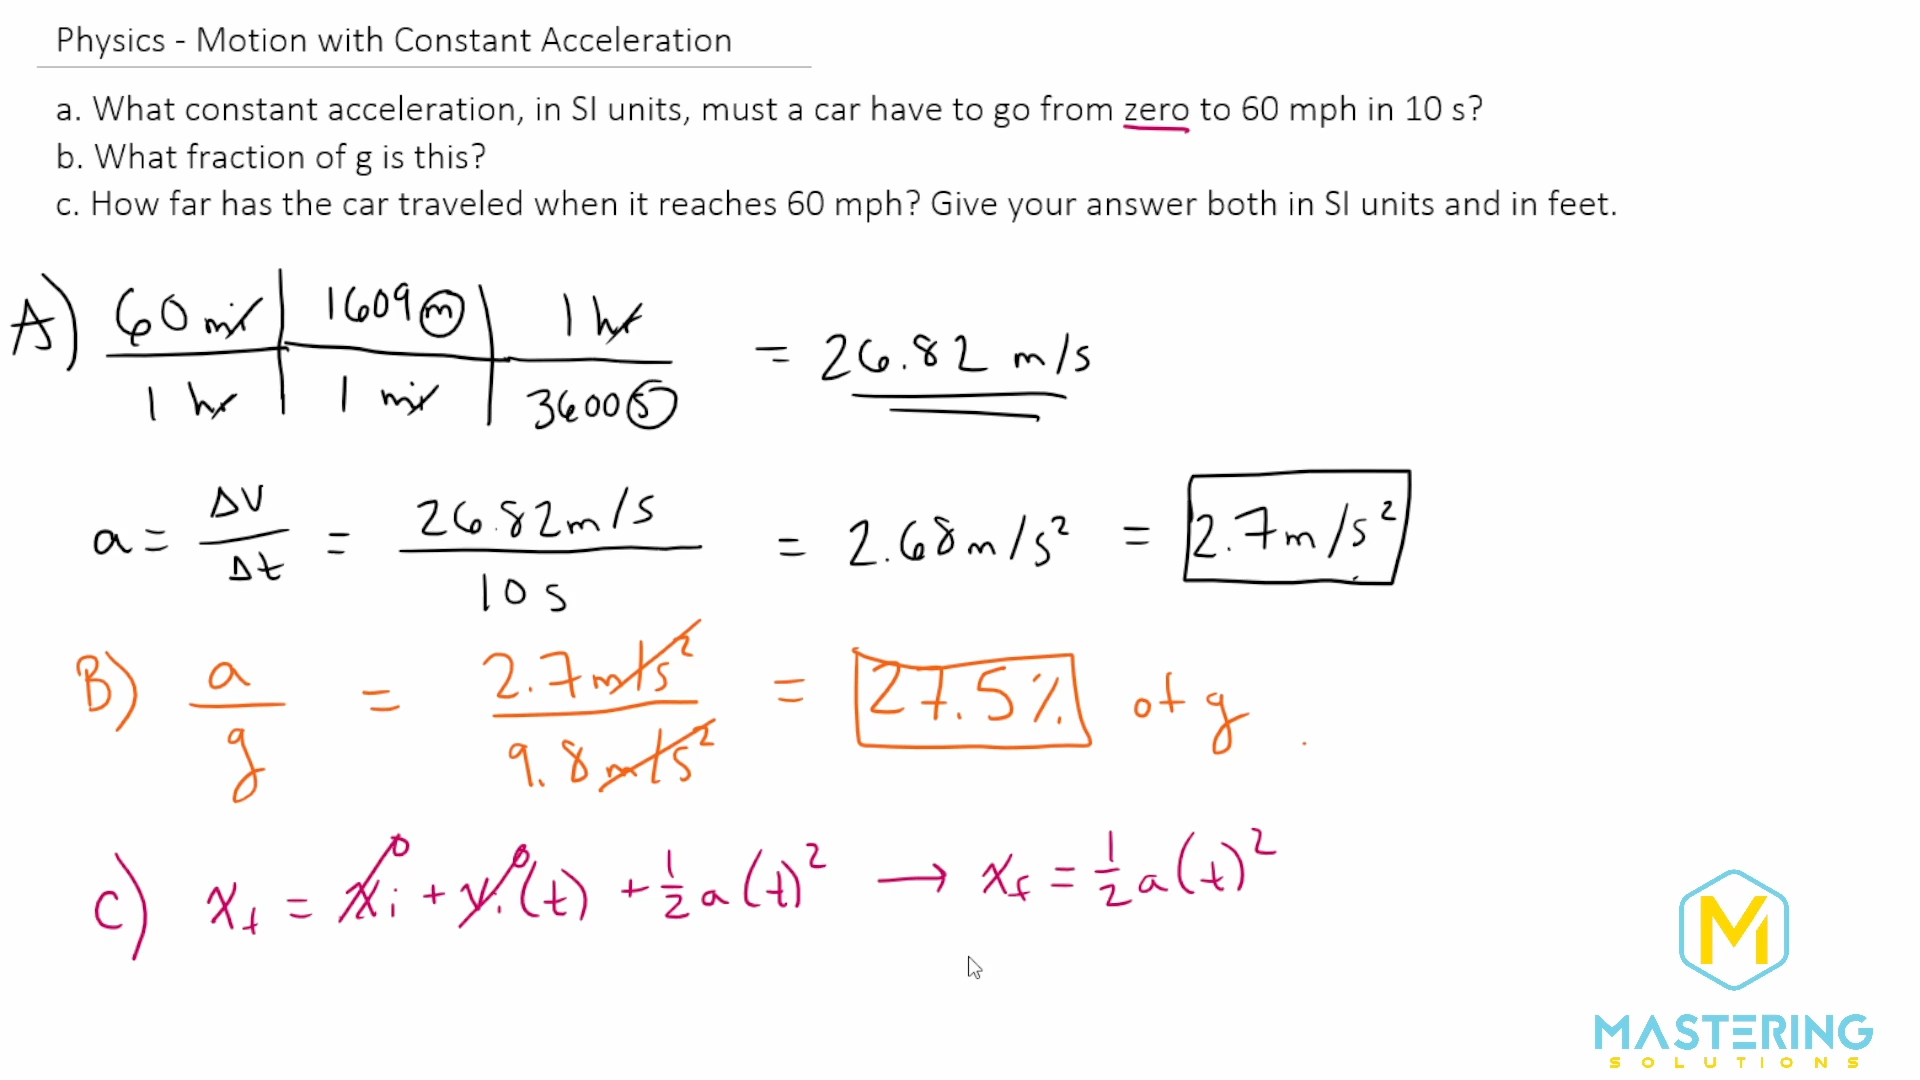 Physics - Motion with Constant Acceleration
a. What constant acceleration, in SI units, must a car have to go from zero to 60 mph in 10 s?
b. What fraction of g is this?
c. How far has the car traveled when it reaches 60 mph? Give your answer both in SI units and in feet.
A) 60 mi | 1609 m | 1 hr = 26.82 m/s
1 hr | 1 mi | 3600 s
a = Δv/Δt = 26.82 m/s / 10 s = 2.68 m/s² = 2.7 m/s²
B) a/g = 2.7 m/s² / 9.8 m/s² = 27.5% of g
C) xf = xi + vi(t) + 1/2 a(t)² → xf = 1/2 a(t)²
MASTERING
SOLUTIONS